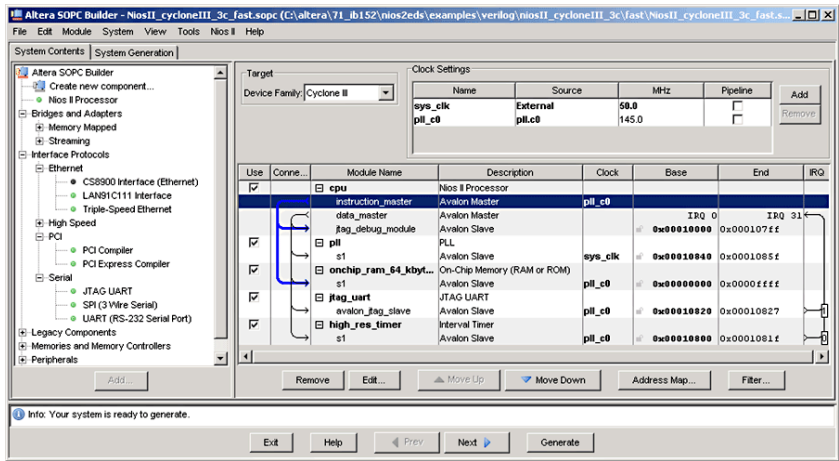 Altera SOPC Builder - NiosII_cycloneIII_3c_fast.sopc (C:\altera\71_ib152\nios2eds\examples\verilog\niosII_cycloneIII_3c\fast\NiosII_cycloneIII_3c_fast.s...
File Edit Module System View Tools Nios II Help
System Contents System Generation
Altera SOPC Builder
Create new component...
Nios II Processor
Bridges and Adapters
Memory Mapped
Streaming
Interface Protocols
Ethernet
CS8900 Interface (Ethernet)
LAN91C111 Interface
Triple-Speed Ethernet
High Speed
PCI
PCI Compiler
PCI Express Compiler
Serial
JTAG UART
SPI (3 Wire Serial)
UART (RS-232 Serial Port)
Legacy Components
Memories and Memory Controllers
Peripherals
Add...
Target
Device Family: Cyclone III
Clock Settings
Name Source MHz Pipeline
sys_clk External 50.0
pll_c0 pll.c0 145.0
Add
Remove
Use Conne... Module Name Description Clock Base End IRQ
cpu Nios II Processor
instruction_master Avalon Master pll_c0
data_master Avalon Master IRQ 0 IRQ 31
jtag_debug_module Avalon Slave 0x00010000 0x000107ff
pll PLL
s1 Avalon Slave sys_clk 0x00010840 0x0001085f
onchip_ram_64_kbyt... On-Chip Memory (RAM or ROM)
s1 Avalon Slave pll_c0 0x00000000 0x0000ffff
jtag_uart JTAG UART
avalon_jtag_slave Avalon Slave pll_c0 0x00010820 0x00010827 1
high_res_timer Interval Timer
s1 Avalon Slave pll_c0 0x00010800 0x0001081f 0
Remove Edit... Move Up Move Down Address Map... Filter...
Info: Your system is ready to generate.
Exit Help Prev Next Generate